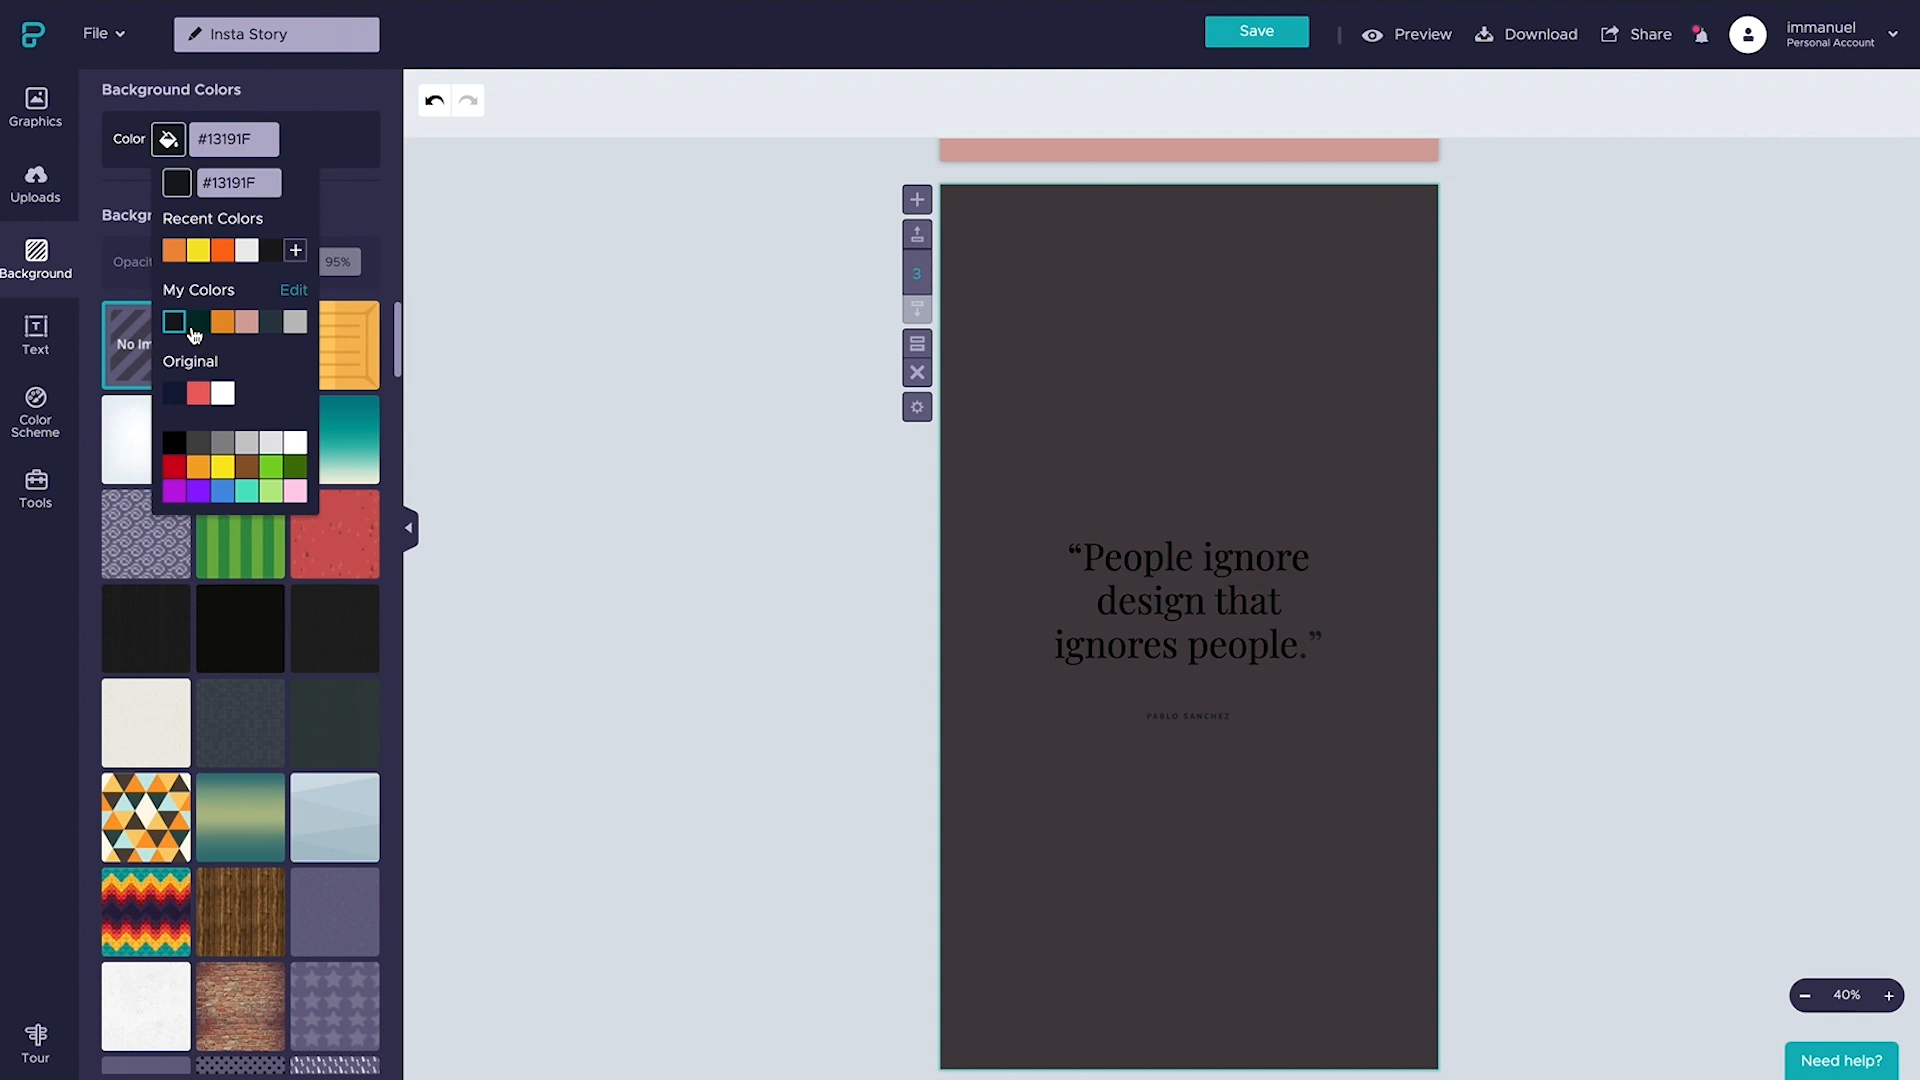 File
Insta Story
Save
Preview
Download
Share
immanuel
Personal Account
Graphics
Uploads
Background
Text
Color
Scheme
Tools
Tour
Background Colors
Color
#13191F
#13191F
Recent Colors
Backgr
Opacit
95%
My Colors
Edit
No Im
Original
3
“People ignore
design that
ignores people.”
PABLO SANCHEZ
40%
Need help?